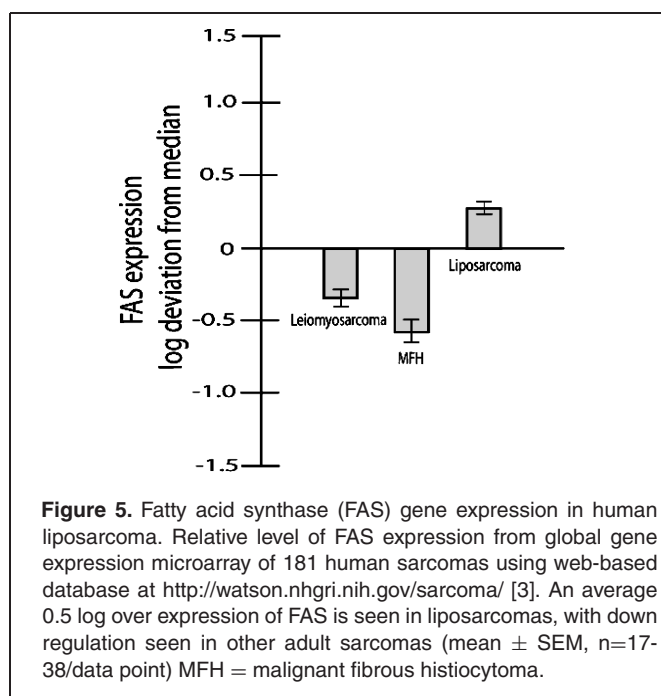 1.5
1.0
0.5
0
-0.5
-1.0
-1.5
FAS expression
log deviation from median
Leiomyosarcoma
MFH
Liposarcoma
Figure 5. Fatty acid synthase (FAS) gene expression in human
liposarcoma. Relative level of FAS expression from global gene
expression microarray of 181 human sarcomas using web-based
database at http://watson.nhgri.nih.gov/sarcoma/ [3]. An average
0.5 log over expression of FAS is seen in liposarcomas, with down
regulation seen in other adult sarcomas (mean ± SEM, n=17-
38/data point) MFH = malignant fibrous histiocytoma.